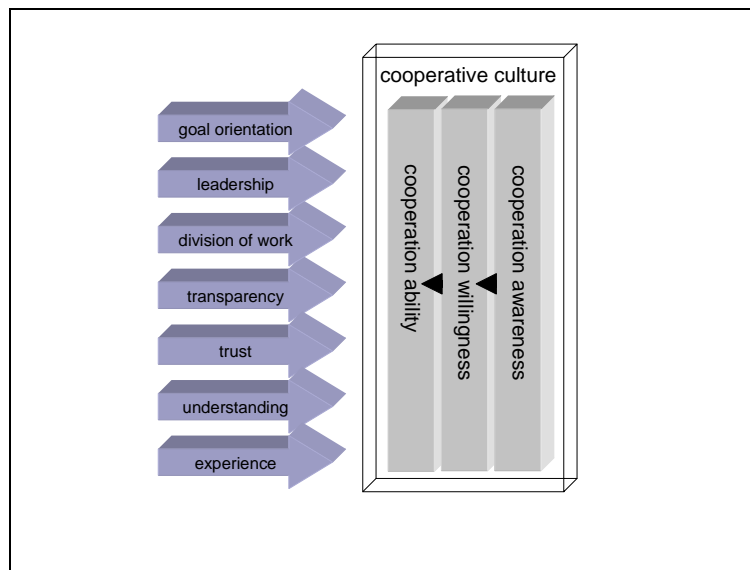 cooperative culture
goal orientation
leadership
division of work
transparency
trust
understanding
experience
cooperation ability
cooperation willingness
cooperation awareness